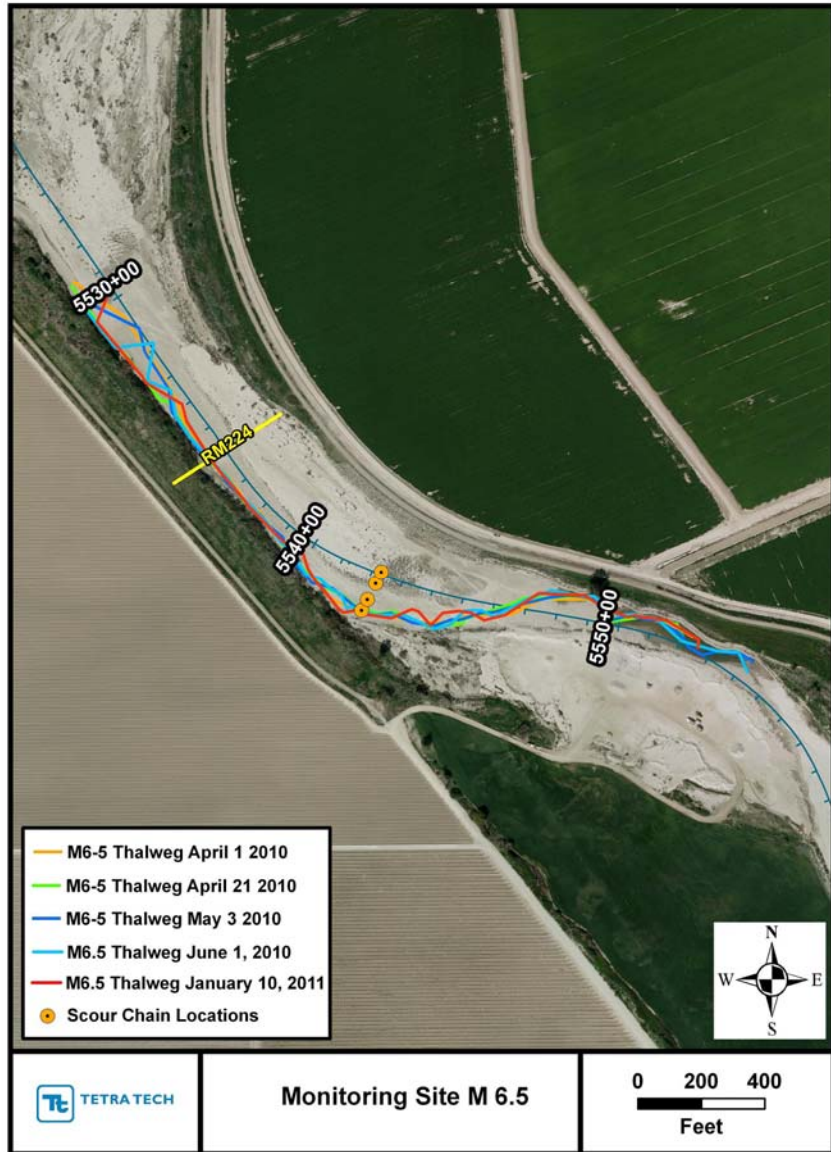 5530+00
RM224
5540+00
5550+00
M6-5 Thalweg April 1 2010
M6-5 Thalweg April 21 2010
M6-5 Thalweg May 3 2010
M6.5 Thalweg June 1, 2010
M6.5 Thalweg January 10, 2011
Scour Chain Locations
N
W E
S
Tt TETRA TECH
Monitoring Site M 6.5
0 200 400
Feet